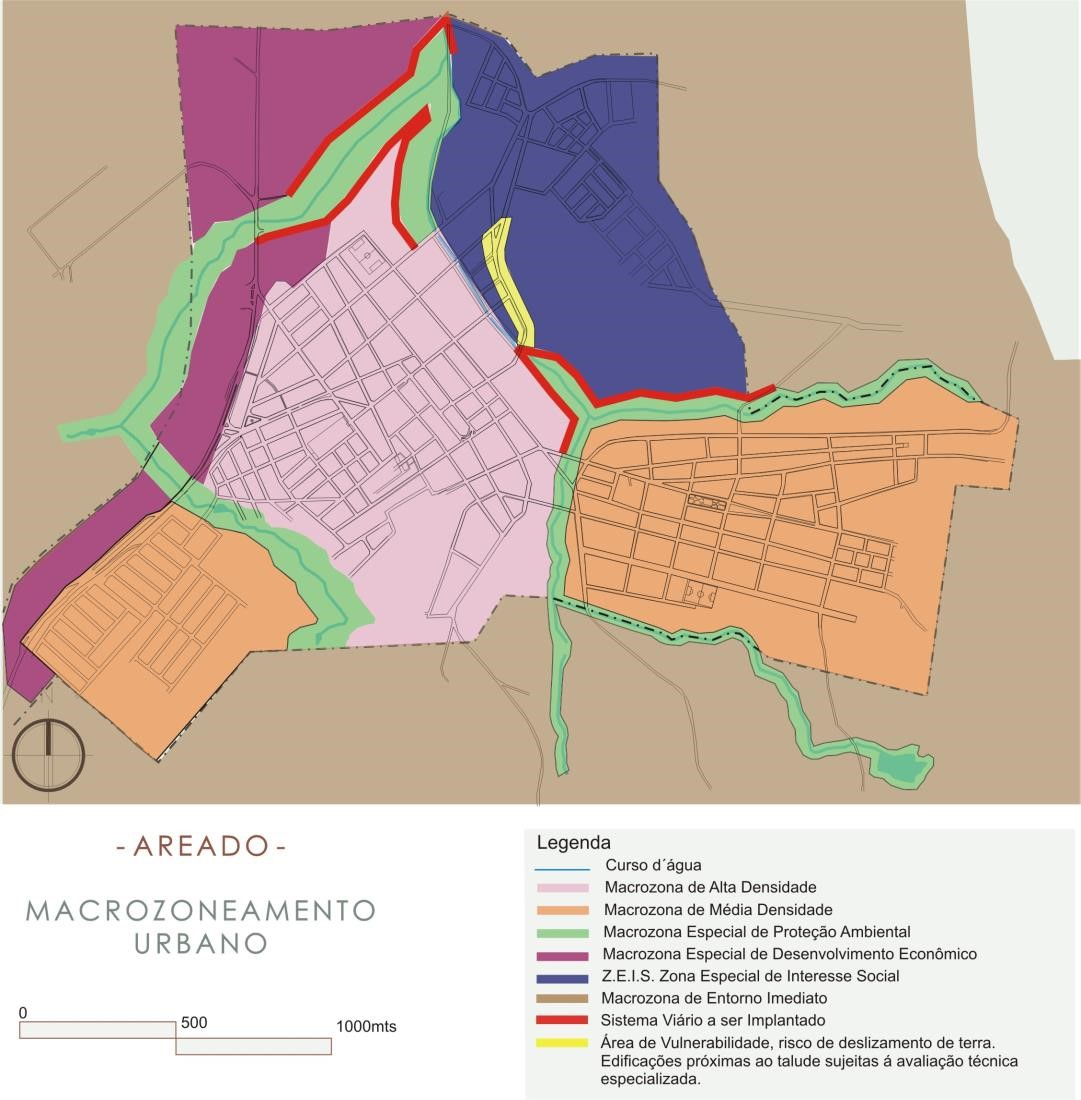 - AREADO -
MACROZONEAMENTO
URBANO
0
500
1000mts
Legenda
Curso d´água
Macrozona de Alta Densidade
Macrozona de Média Densidade
Macrozona Especial de Proteção Ambiental
Macrozona Especial de Desenvolvimento Econômico
Z.E.I.S. Zona Especial de Interesse Social
Macrozona de Entorno Imediato
Sistema Viário a ser Implantado
Área de Vulnerabilidade, risco de deslizamento de terra.
Edificações próximas ao talude sujeitas á avaliação técnica
especializada.